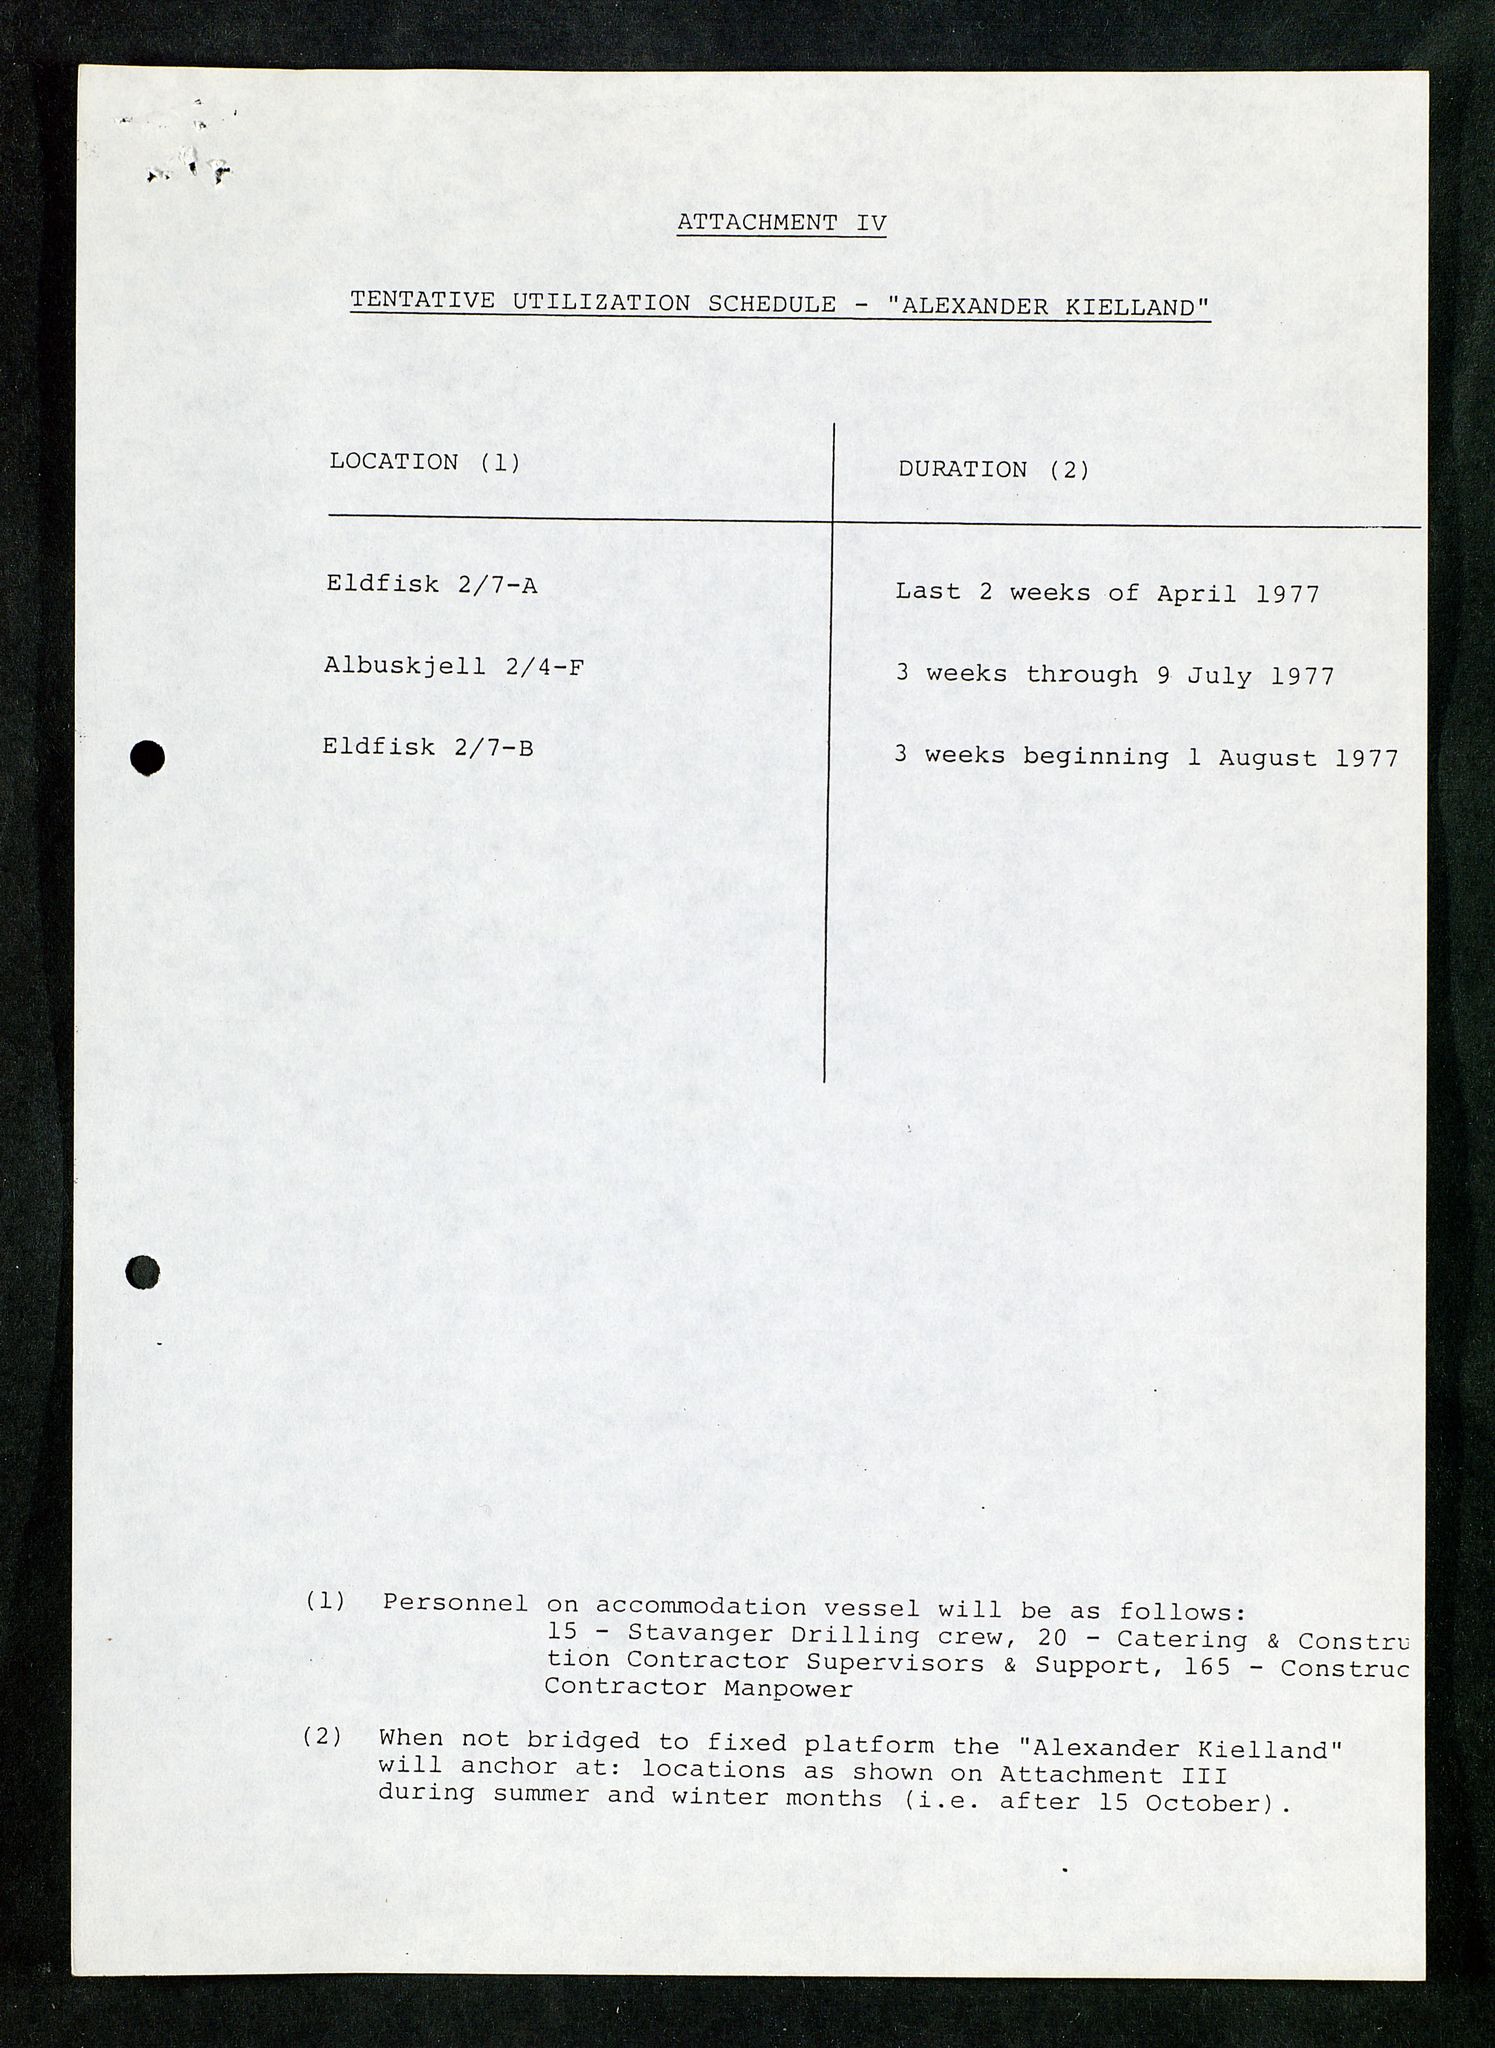 ATTACHMENT IV
TENTATIVE UTILIZATION SCHEDULE - "ALEXANDER KIELLAND"
LOCATION (1) DURATION (2)
Eldfisk 2/7-A Last 2 weeks of April 1977
Albuskjell 2/4-F 3 weeks through 9 July 1977
Eldfisk 2/7-B 3 weeks beginning 1 August 1977
(1) Personnel on accommodation vessel will be as follows:
15 - Stavanger Drilling crew, 20 - Catering & Constru
tion Contractor Supervisors & Support, 165 - Construc
Contractor Manpower
(2) When not bridged to fixed platform the "Alexander Kielland"
will anchor at: locations as shown on Attachment III
during summer and winter months (i.e. after 15 October).